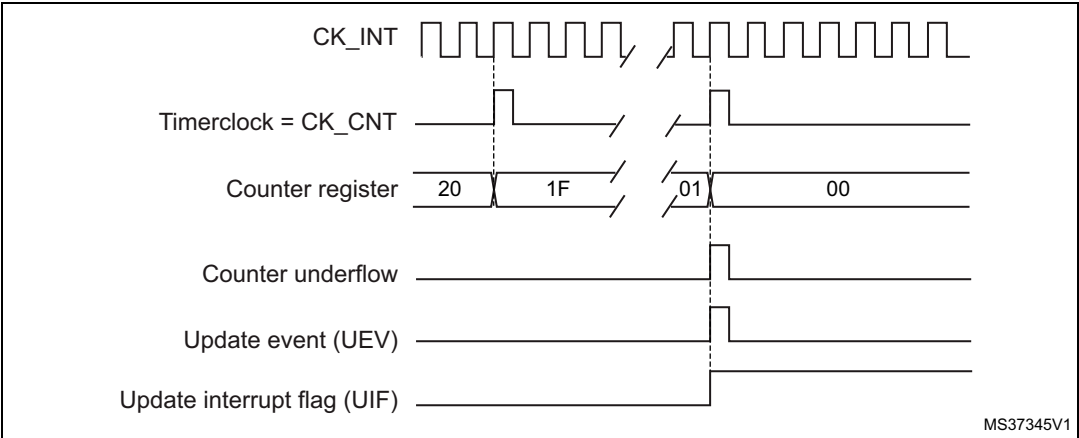 CK_INT
Timerclock = CK_CNT
Counter register
20 1F 01 00
Counter underflow
Update event (UEV)
Update interrupt flag (UIF)
MS37345V1